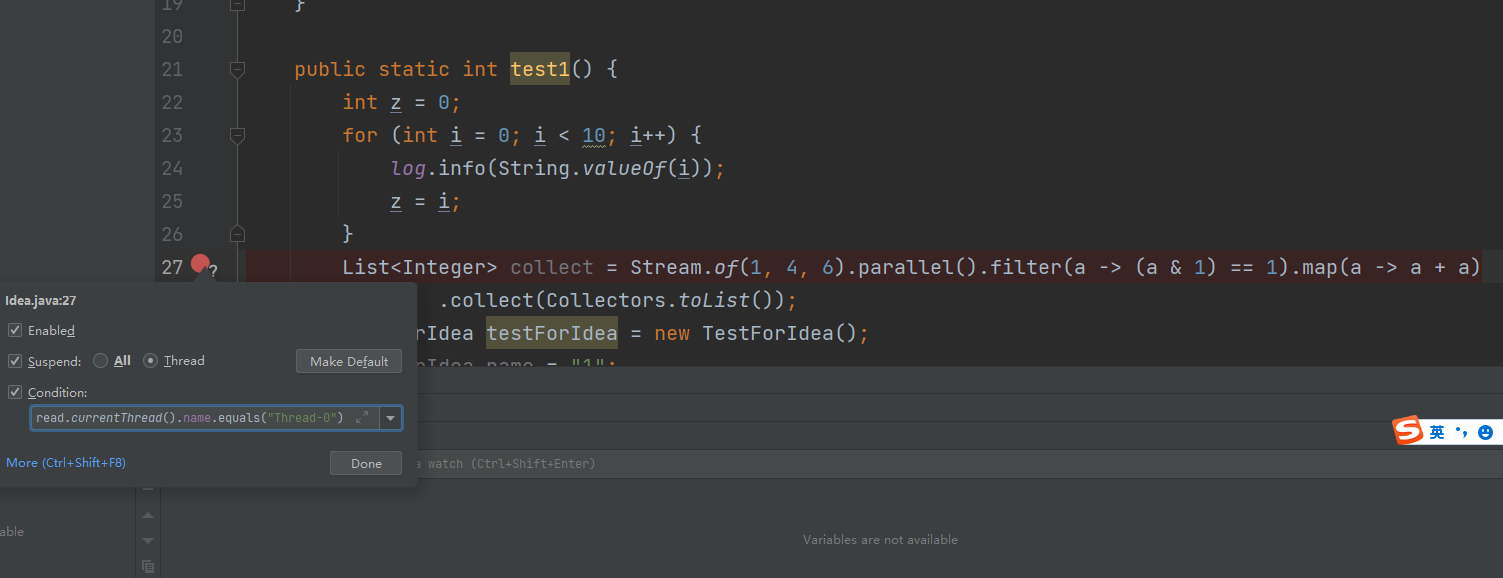 19 }
20
21 public static int test1() {
22 int z = 0;
23 for (int i = 0; i < 10; i++) {
24 log.info(String.valueOf(i));
25 z = i;
26 }
27 ? List<Integer> collect = Stream.of(1, 4, 6).parallel().filter(a -> (a & 1) == 1).map(a -> a + a)
.collect(Collectors.toList());
rIdea testForIdea = new TestForIdea();
Idea.name = "1";
Idea.java:27
Enabled
Suspend: All Thread Make Default
Condition:
read.currentThread().name.equals("Thread-0")
More (Ctrl+Shift+F8) Done
a watch (Ctrl+Shift+Enter)
able
Variables are not available
S 英 •,